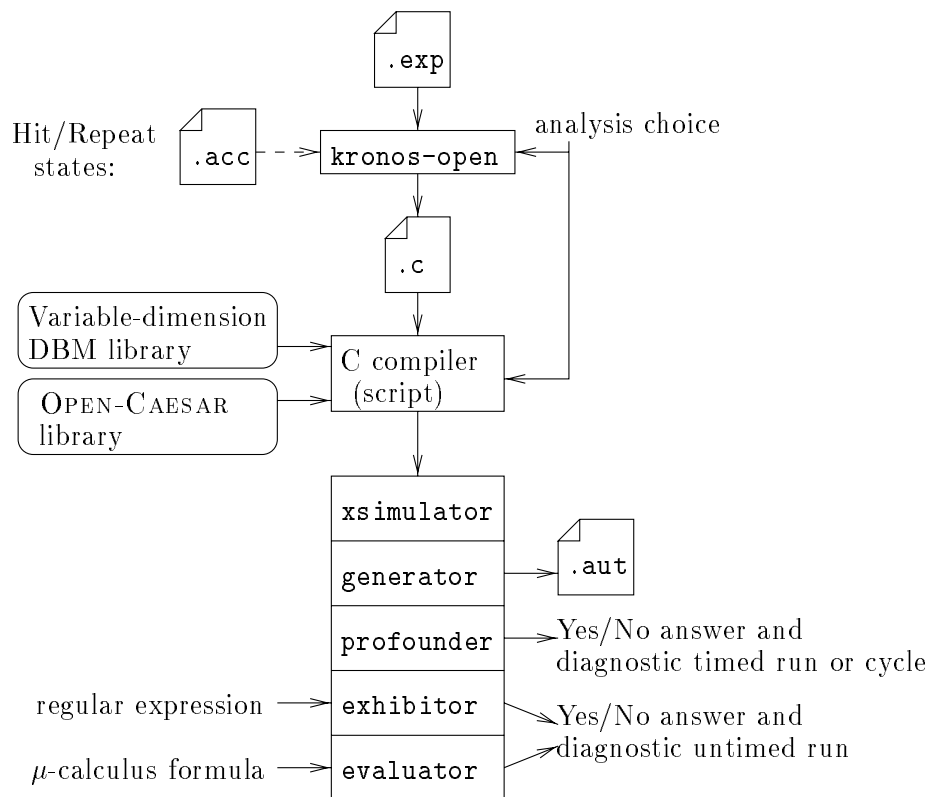 .exp
analysis choice
Hit/Repeat
states:
.acc
kronos-open
.c
Variable-dimension
DBM library
C compiler
(script)
OPEN-CAESAR
library
xsimulator
generator
.aut
profounder
Yes/No answer and
diagnostic timed run or cycle
regular expression
exhibitor
Yes/No answer and
diagnostic untimed run
μ-calculus formula
evaluator